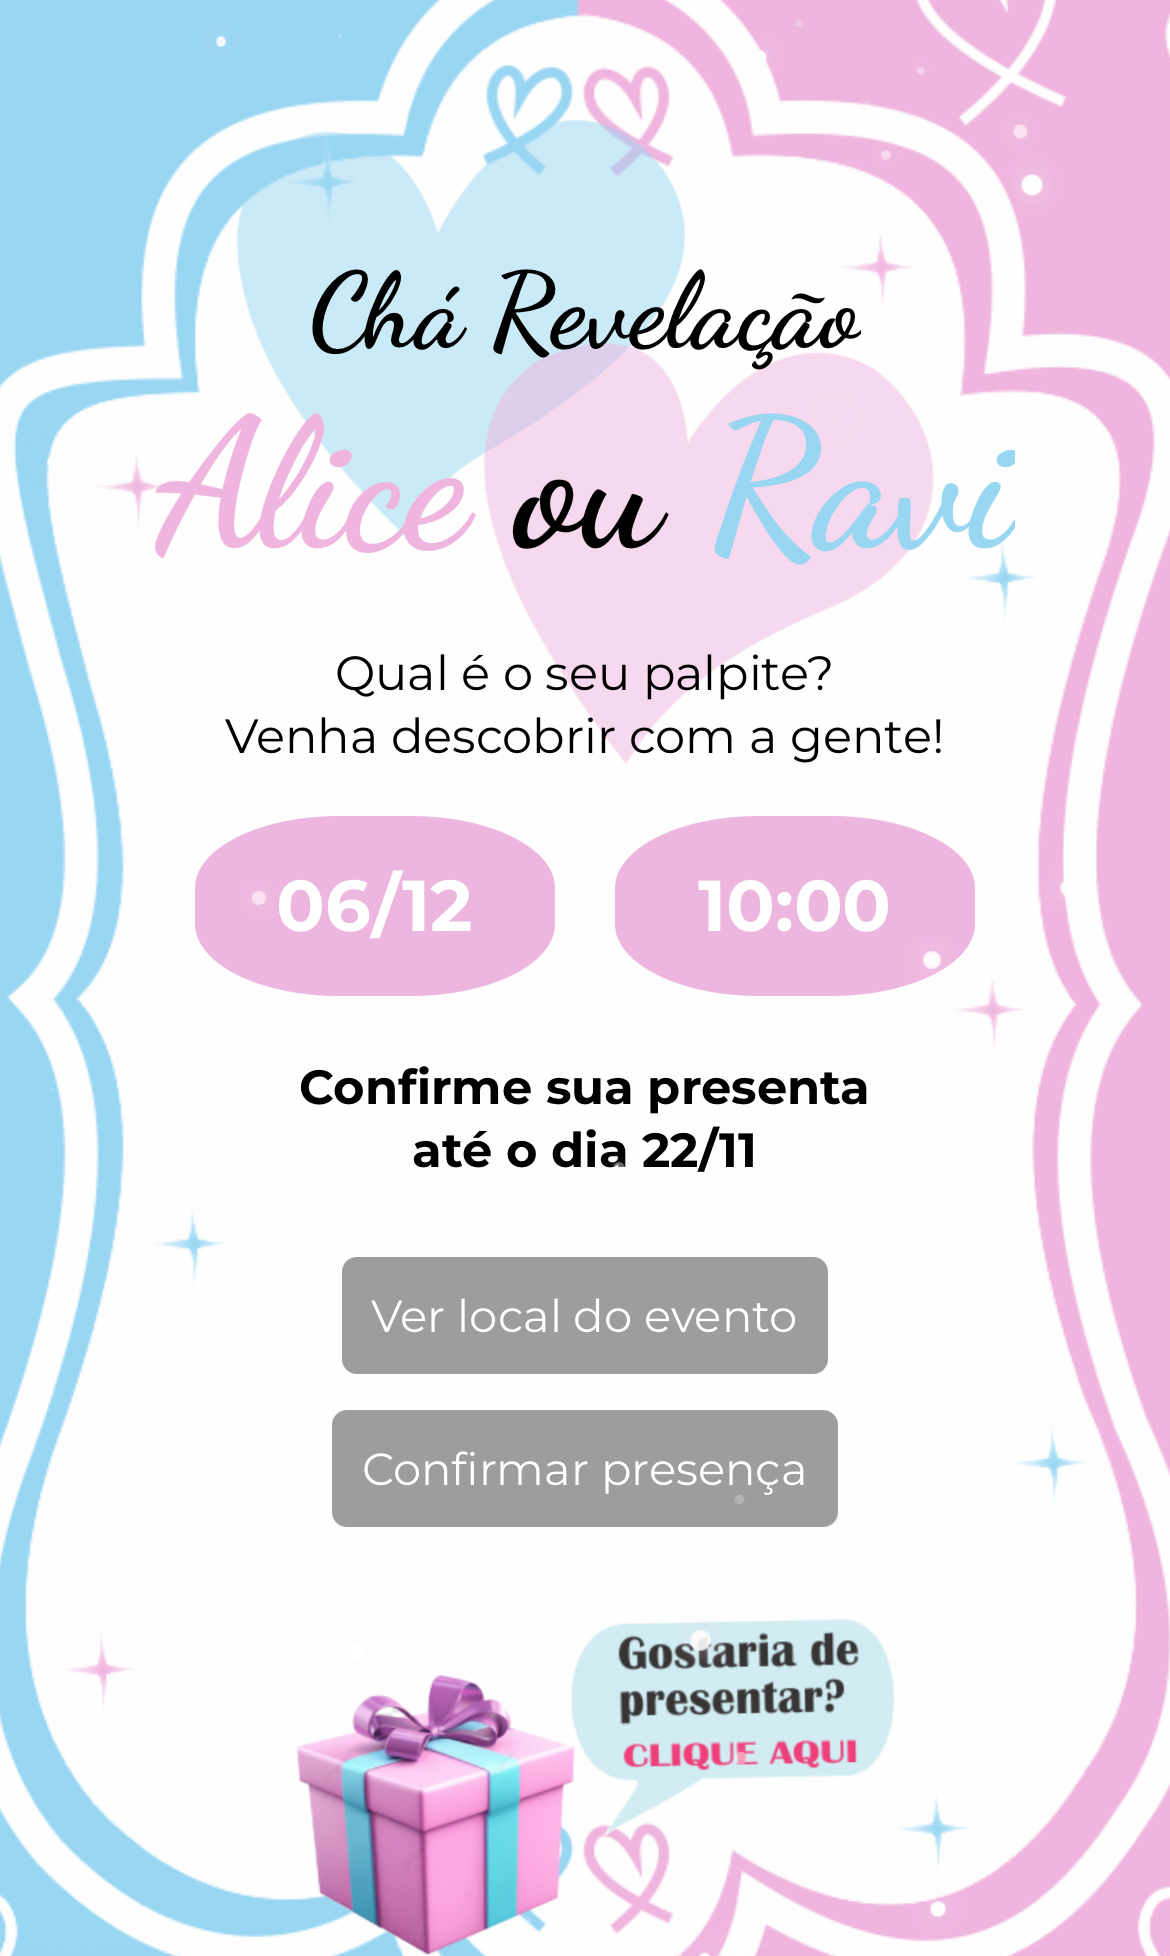 Chá Revelação
Alice ou Ravi
Qual é o seu palpite?
Venha descobrir com a gente!
06/12 10:00
Confirme sua presenta
até o dia 22/11
Ver local do evento
Confirmar presença
Gostaria de
presentar?
CLIQUE AQUI